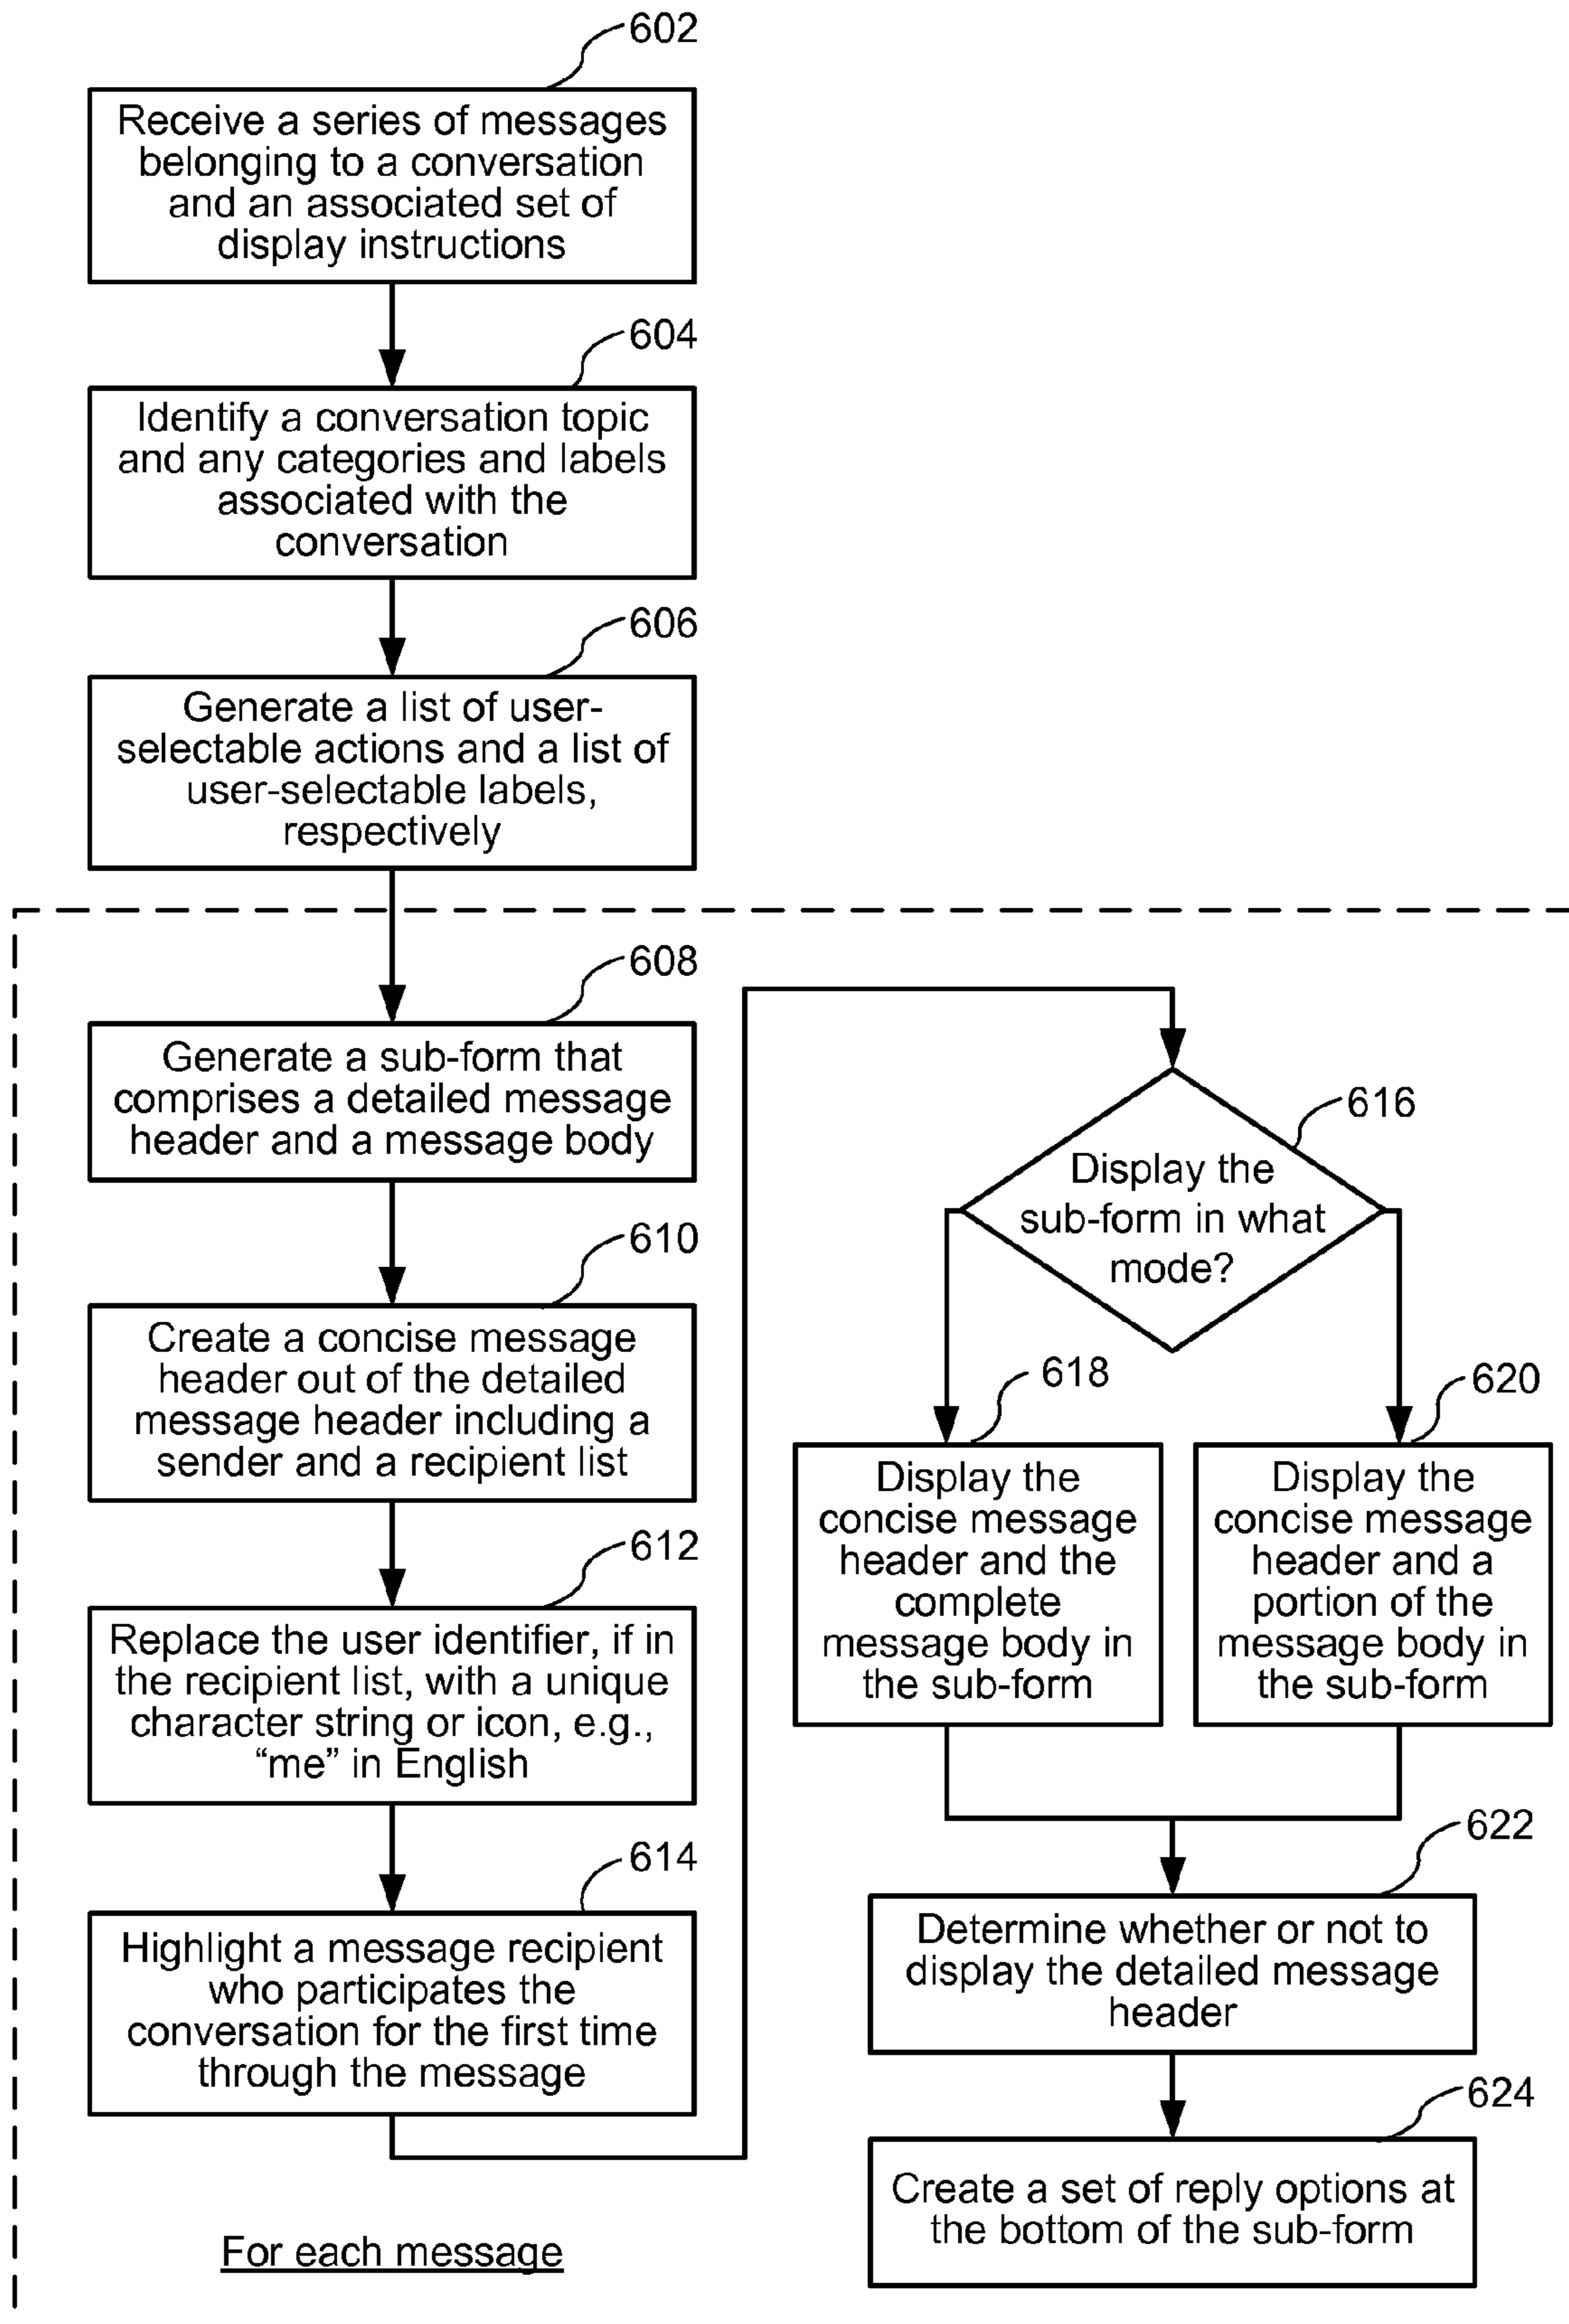 602
Receive a series of messages
belonging to a conversation
and an associated set of
display instructions
604
Identify a conversation topic
and any categories and labels
associated with the
conversation
606
Generate a list of user-
selectable actions and a list of
user-selectable labels,
respectively
608
Generate a sub-form that
comprises a detailed message
header and a message body
610
Create a concise message
header out of the detailed
message header including a
sender and a recipient list
612
Replace the user identifier, if in
the recipient list, with a unique
character string or icon, e.g.,
“me” in English
614
Highlight a message recipient
who participates the
conversation for the first time
through the message
For each message
616
Display the
sub-form in what
mode?
618
Display the
concise message
header and the
complete
message body in
the sub-form
620
Display the
concise message
header and a
portion of the
message body in
the sub-form
622
Determine whether or not to
display the detailed message
header
624
Create a set of reply options at
the bottom of the sub-form